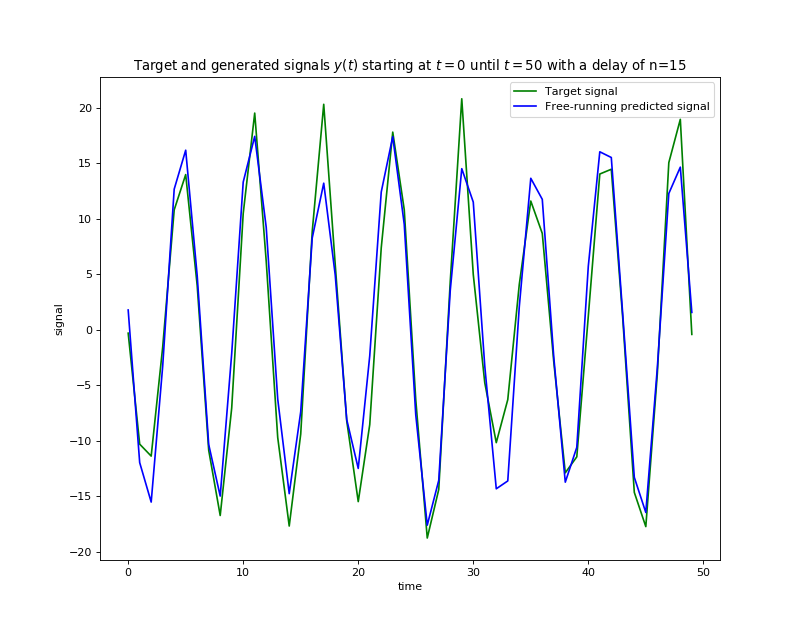 Target and generated signals y(t) starting at t = 0 until t = 50 with a delay of n=15
Target signal
Free-running predicted signal
signal
20
15
10
5
0
−5
−10
−15
−20
0 10 20 30 40 50
time